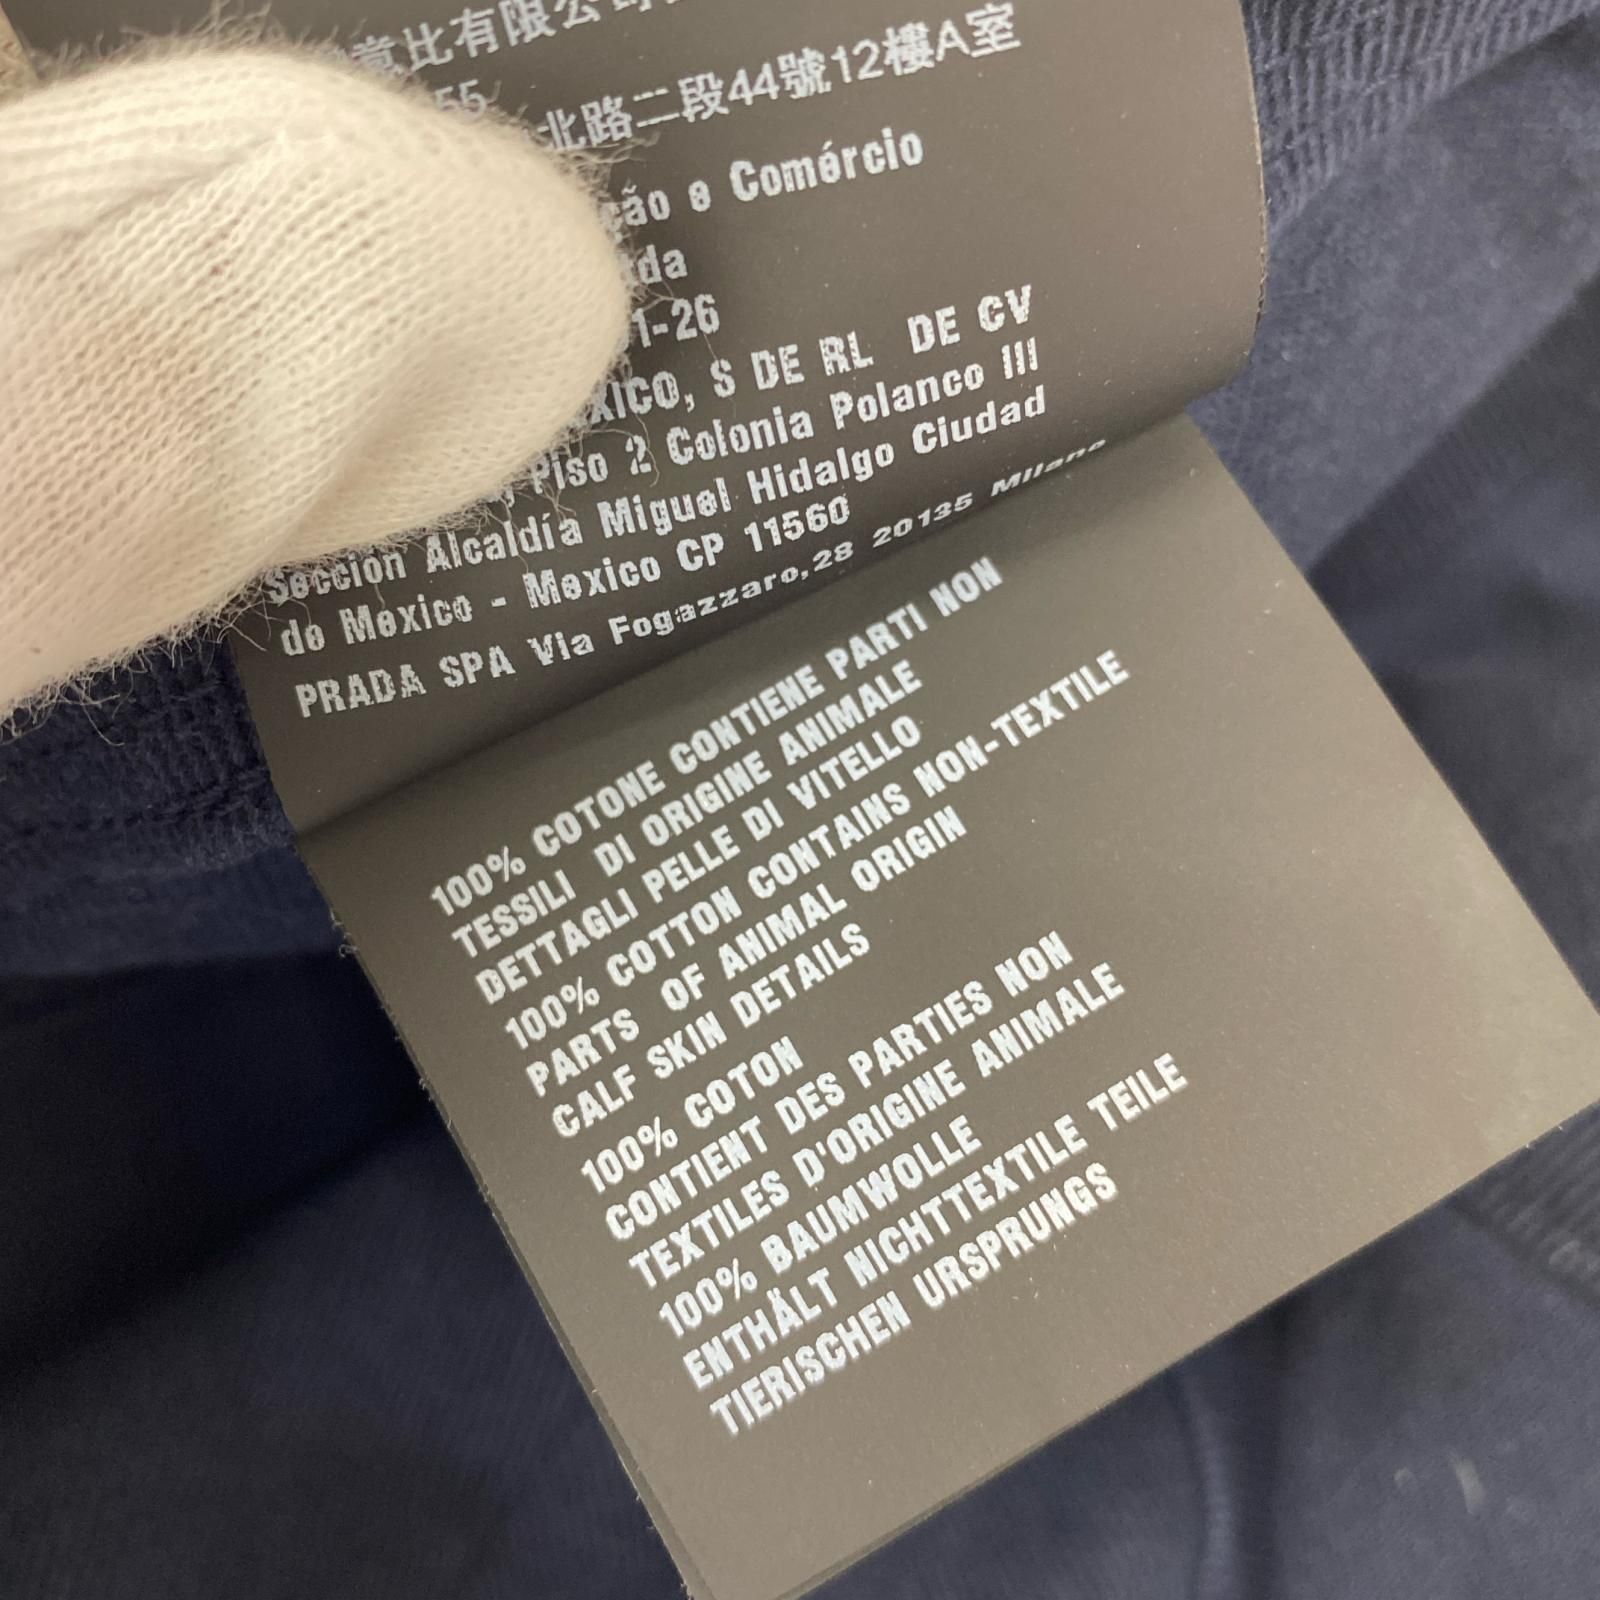 意比有限公司
55
北路二段44號12樓A室
ção e Comércio
tda
1-26
XICO, S DE RL DE CV
Piso 2 Colonia Polanco III
Sección Alcaldía Miguel Hidalgo Ciudad
de Mexico - Mexico CP 11560
PRADA SPA Via Fogazzaro,28 20135 Milano
100% COTONE CONTIENE PARTI NON
TESSILI DI ORIGINE ANIMALE
DETTAGLI PELLE DI VITELLO
100% COTTON CONTAINS NON-TEXTILE
PARTS OF ANIMAL ORIGIN
CALF SKIN DETAILS
100% COTON
CONTIENT DES PARTIES NON
TEXTILES D'ORIGINE ANIMALE
100% BAUMWOLLE
ENTHÄLT NICHTTEXTILE TEILE
TIERISCHEN URSPRUNGS